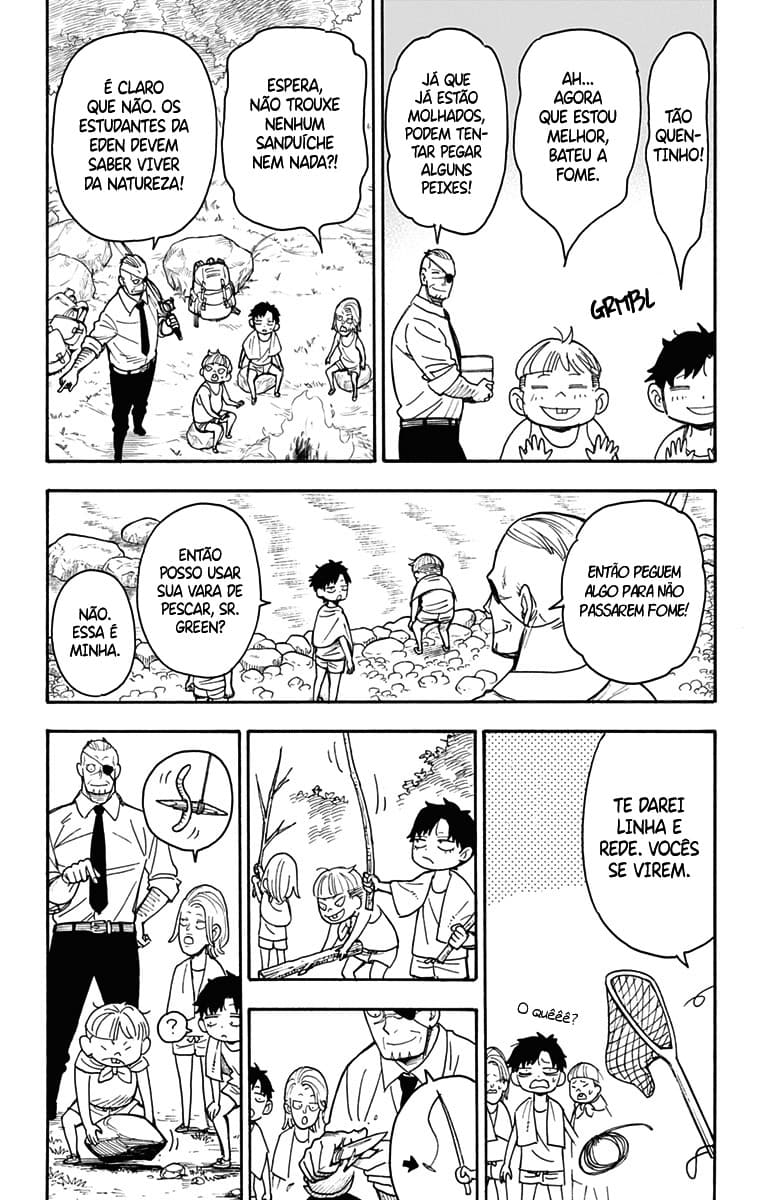 TÃO
QUEN-
TINHO!
AH...
AGORA
QUE ESTOU
MELHOR,
BATEU A
FOME.
GRMBL
JÁ QUE
JÁ ESTÃO
MOLHADOS,
PODEM TEN-
TAR PEGAR
ALGUNS
PEIXES!
ESPERA,
NÃO TROUXE
NENHUM
SANDUÍCHE
NEM NADA?!
É CLARO
QUE NÃO. OS
ESTUDANTES DA
EDEN DEVEM
SABER VIVER
DA NATUREZA!
ENTÃO PEGUEM
ALGO PARA NÃO
PASSAREM FOME!
ENTÃO
POSSO USAR
SUA VARA DE
PESCAR, SR.
GREEN?
NÃO.
ESSA É
MINHA.
TE DAREI
LINHA E
REDE. VOCÊS
SE VIREM.
O QUÊÊÊ?
?